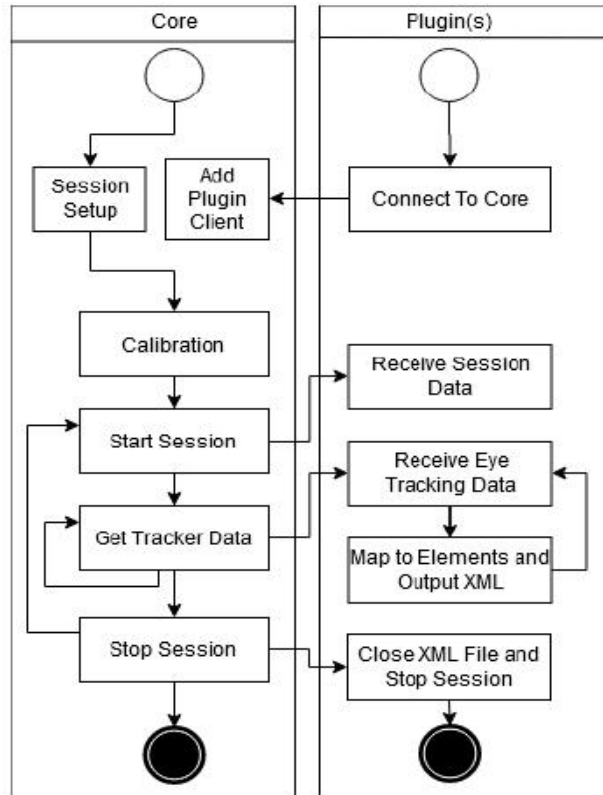 Core
Plugin(s)
Session
Setup
Add
Plugin
Client
Connect To Core
Calibration
Receive Session
Data
Start Session
Receive Eye
Tracking Data
Get Tracker Data
Map to Elements and
Output XML
Stop Session
Close XML File and
Stop Session